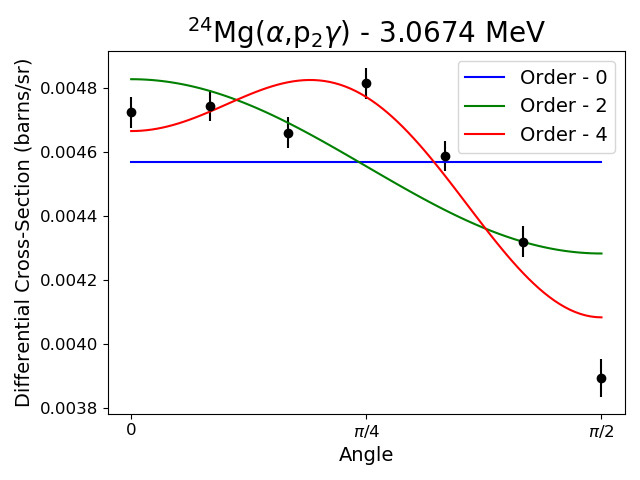 ²⁴Mg(α,p₂γ) - 3.0674 MeV
Differential Cross-Section (barns/sr)
0.0048
0.0046
0.0044
0.0042
0.0040
0.0038
Order - 0
Order - 2
Order - 4
0
π/4
π/2
Angle